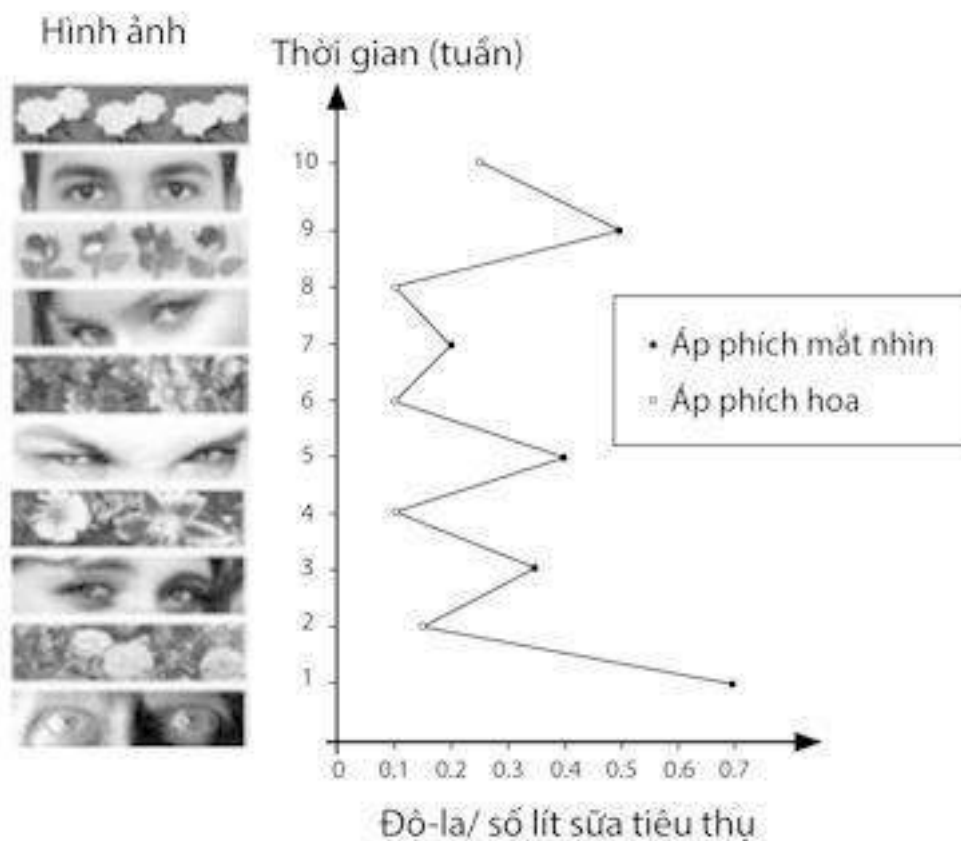 Hình ảnh
Thời gian (tuần)
10
9
8
7
6
5
4
3
2
1
0 0.1 0.2 0.3 0.4 0.5 0.6 0.7
Đô-la/ số lít sữa tiêu thụ
Áp phích mắt nhìn
Áp phích hoa